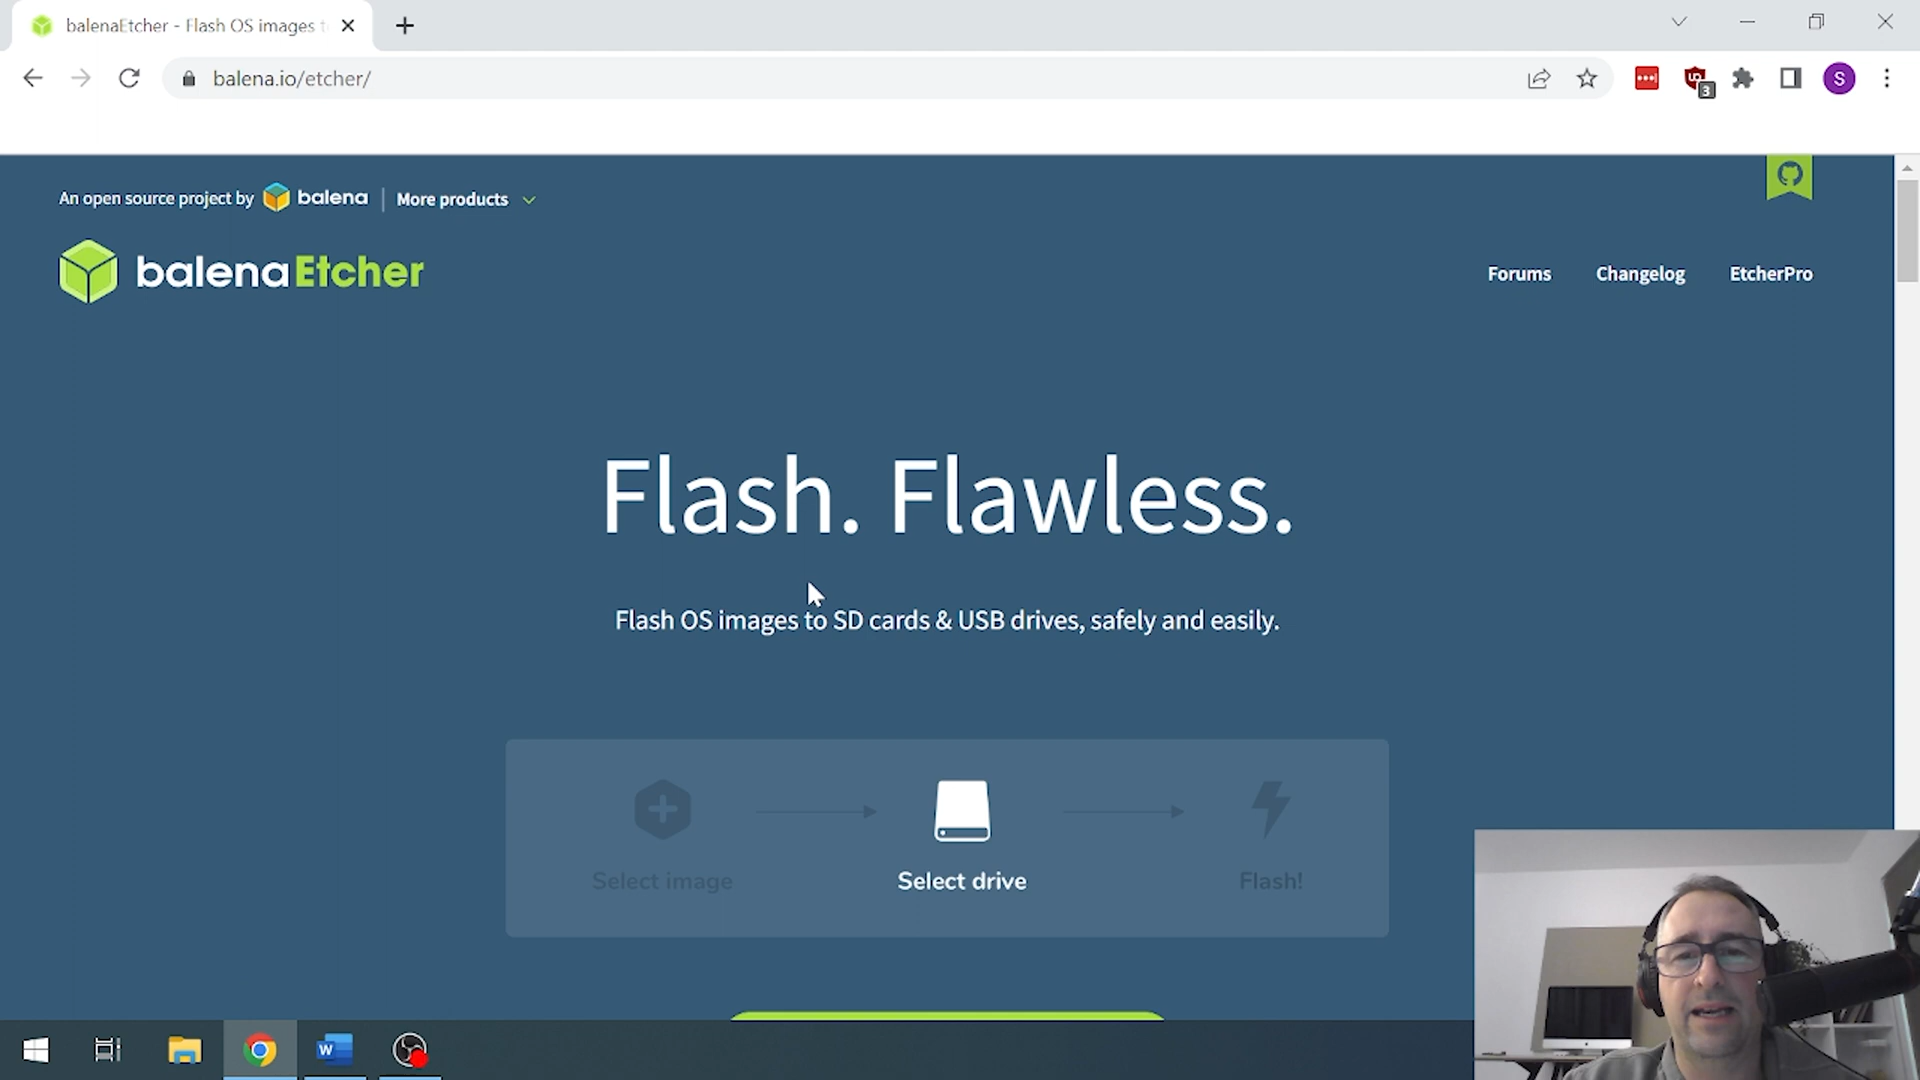 balenaEtcher - Flash OS images t
balena.io/etcher/
3
S
An open source project by balena
More products
balenaEtcher
Forums
Changelog
EtcherPro
Flash. Flawless.
Flash OS images to SD cards & USB drives, safely and easily.
Select image
Select drive
Flash!
W